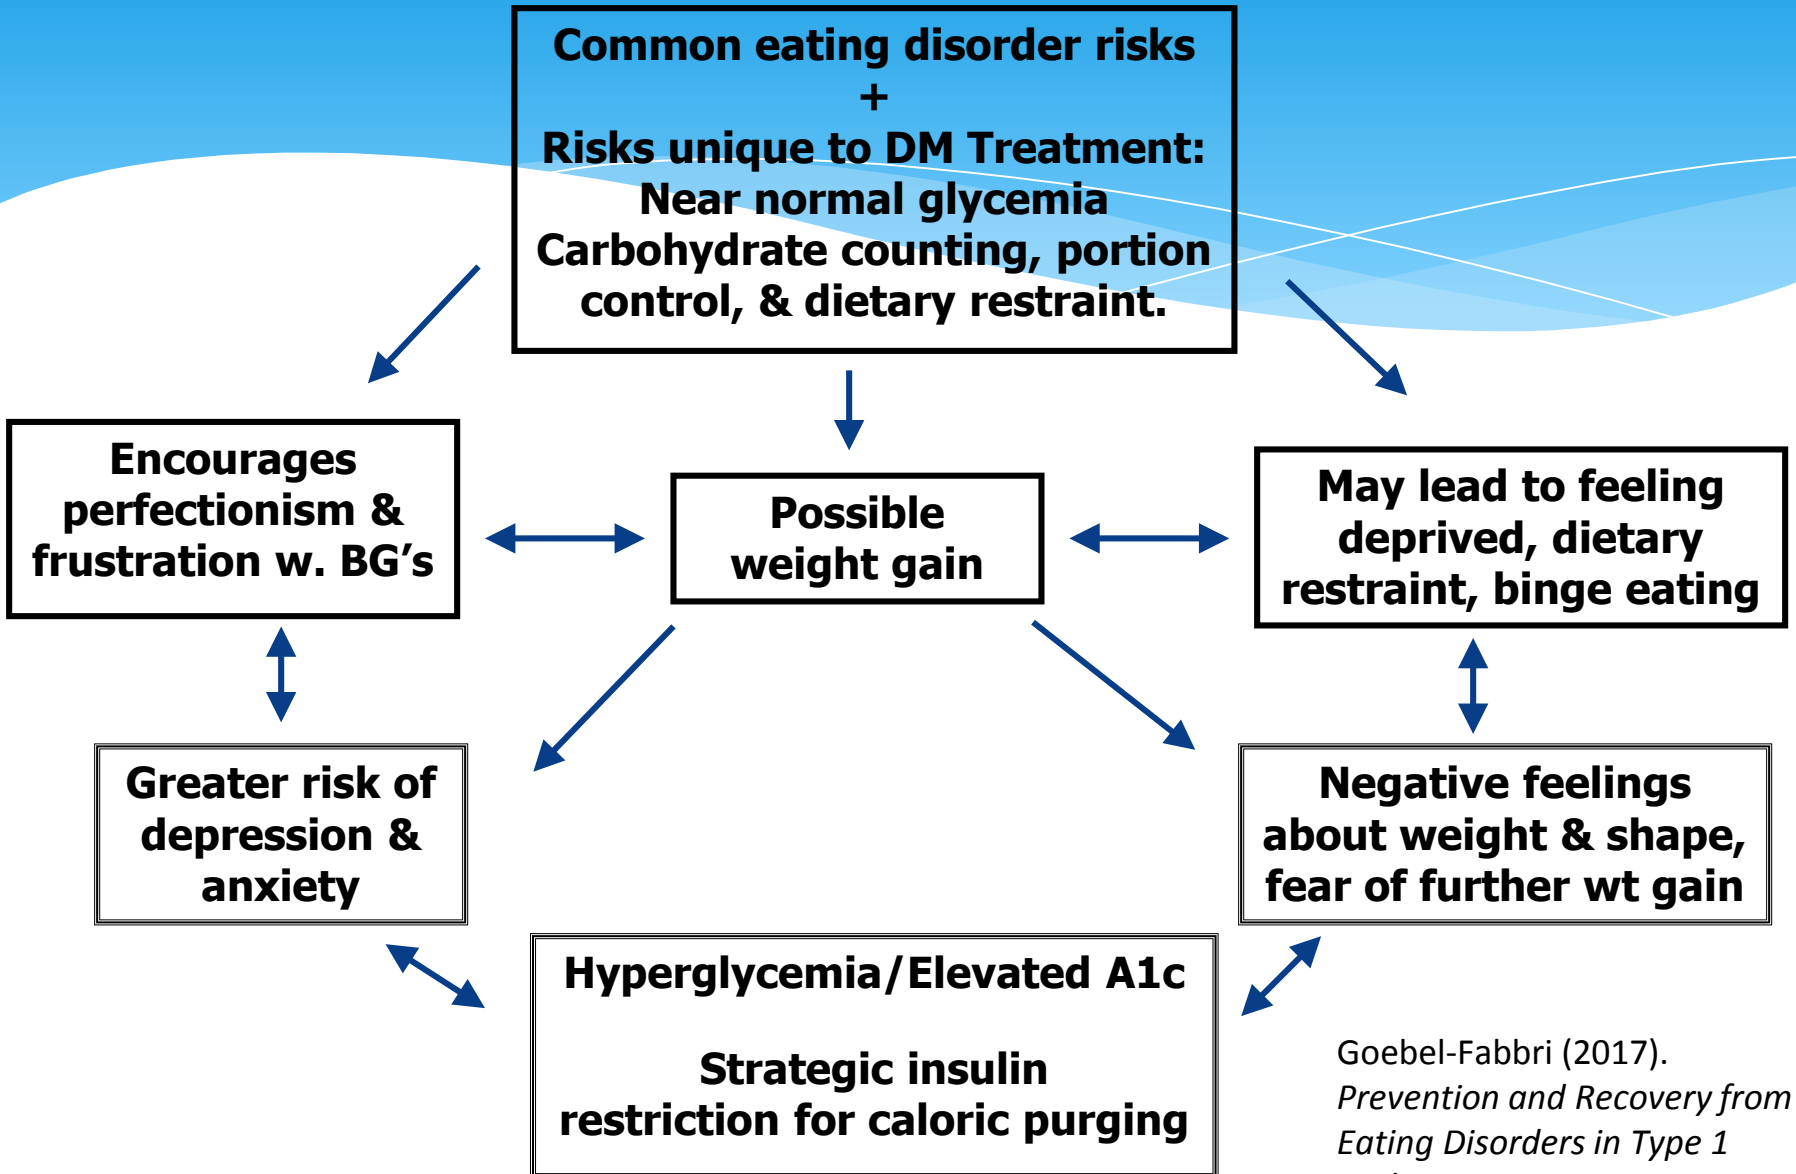 Common eating disorder risks
+
Risks unique to DM Treatment:
Near normal glycemia
Carbohydrate counting, portion
control, & dietary restraint.
Encourages
perfectionism &
frustration w. BG’s
Possible
weight gain
May lead to feeling
deprived, dietary
restraint, binge eating
Greater risk of
depression &
anxiety
Negative feelings
about weight & shape,
fear of further wt gain
Hyperglycemia/Elevated A1c
Strategic insulin
restriction for caloric purging
Goebel-Fabbri (2017).
Prevention and Recovery from
Eating Disorders in Type 1